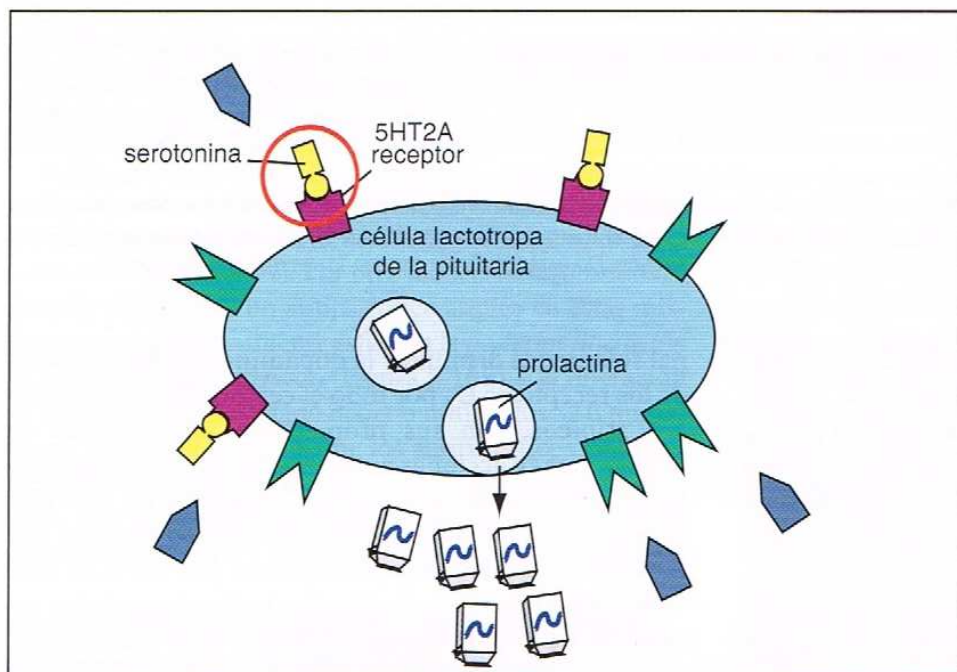 serotonina
5HT2A
receptor
célula lactotropa
de la pituitaria
prolactina